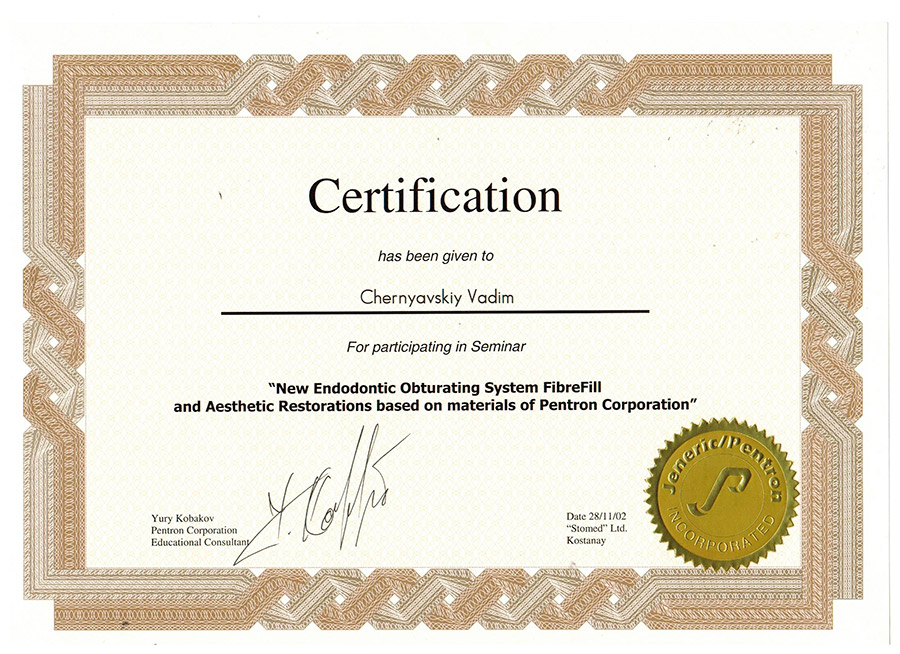 Certification
has been given to
Chernyavskiy Vadim
For participating in Seminar
“New Endodontic Obturating System FibreFill
and Aesthetic Restorations based on materials of Pentron Corporation”
Yury Kobakov
Pentron Corporation
Educational Consultant
Date 28/11/02
“Stomed” Ltd.
Kostanay
Jeneric/Pentron
INCORPORATED